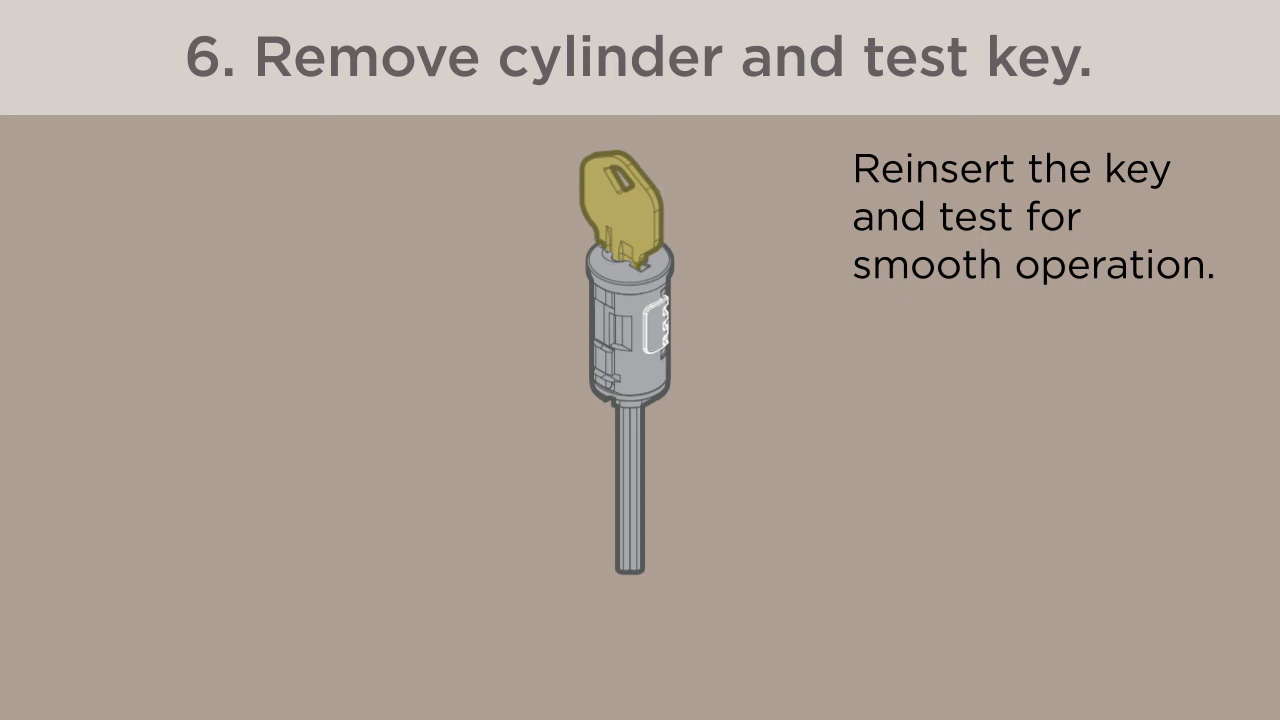 6. Remove cylinder and test key.
Reinsert the key
and test for
smooth operation.